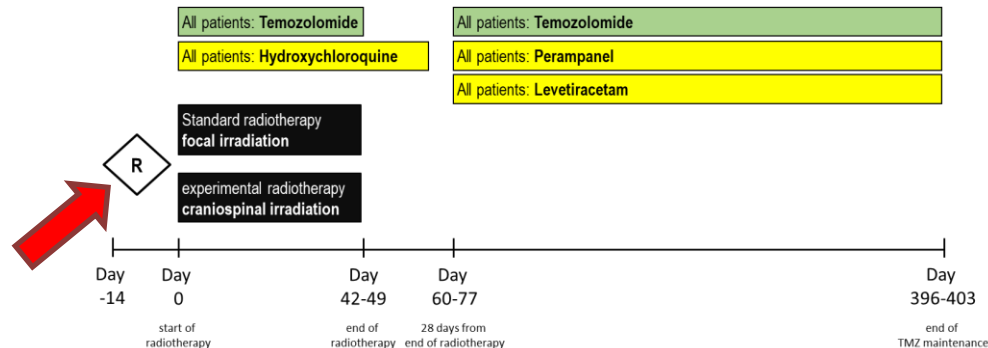 All patients: Temozolomide
All patients: Temozolomide
All patients: Hydroxychloroquine
All patients: Perampanel
All patients: Levetiracetam
Standard radiotherapy
focal irradiation
R
experimental radiotherapy
craniospinal irradiation
Day
-14
Day
0
start of
radiotherapy
Day
42-49
end of
radiotherapy
Day
60-77
28 days from
end of radiotherapy
Day
396-403
end of
TMZ maintenance